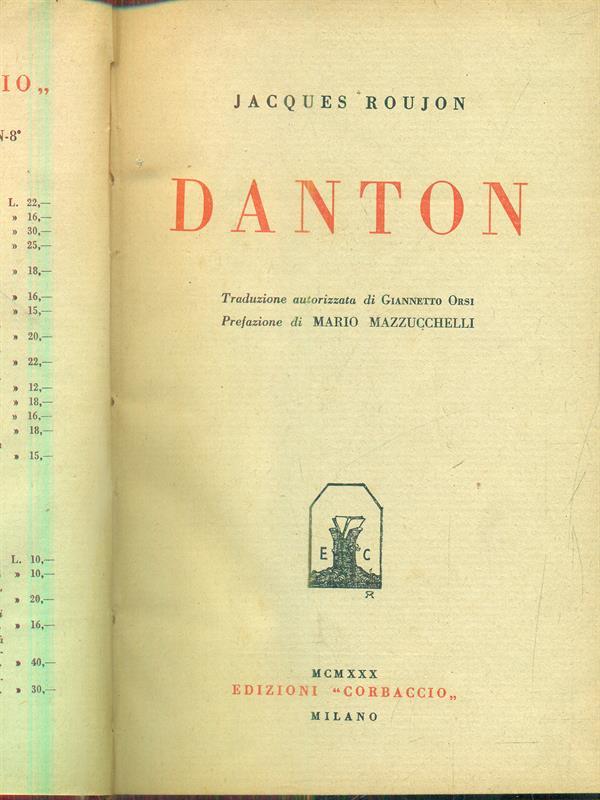 IO„
N-8°
L. 22,—
» 16,—
» 30,—
» 25,—
» 18,—
» 16,—
» 15,—
» 20,—
» 22,—
» 12,—
» 18,—
» 16,—
» 18,—
» 15,—
L. 10,—
» 10,—
» 20,—
» 16,—
» 40,—
» 30,—
JACQUES ROUJON
DANTON
Traduzione autorizzata di GIANNETTO ORSI
Prefazione di MARIO MAZZUCCHELLI
E C
MCMXXX
EDIZIONI “CORBACCIO„
MILANO